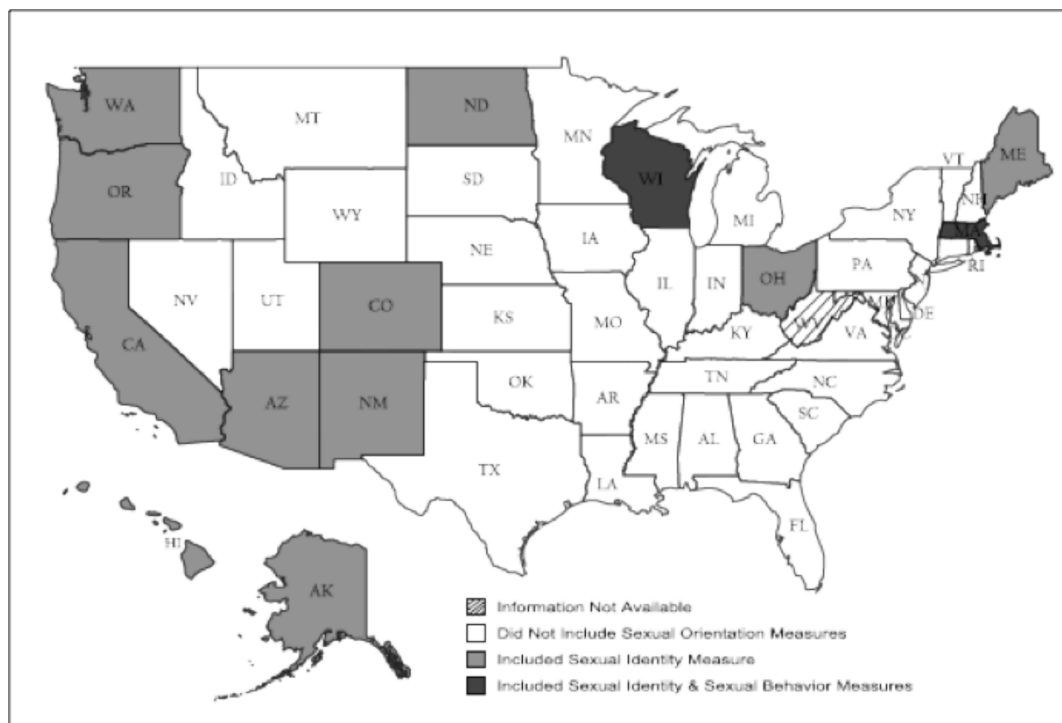 WA
MT
ND
MN
VT
ME
OR
ID
SD
WI
NH
WY
MI
NY
NE
IA
PA
RI
NV
UT
CO
IL
IN
OH
DE
CA
KS
MO
KY
WV
VA
AZ
NM
OK
AR
TN
NC
SC
MS
AL
GA
TX
LA
FL
HI
AK
Information Not Available
Did Not Include Sexual Orientation Measures
Included Sexual Identity Measure
Included Sexual Identity & Sexual Behavior Measures